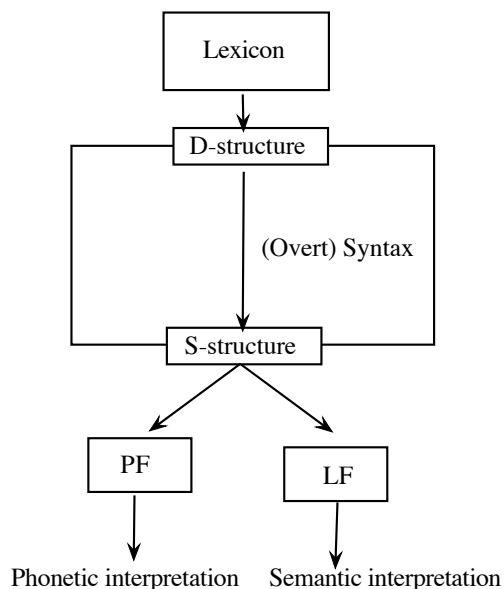 Lexicon
D-structure
(Overt) Syntax
S-structure
PF
LF
Phonetic interpretation
Semantic interpretation